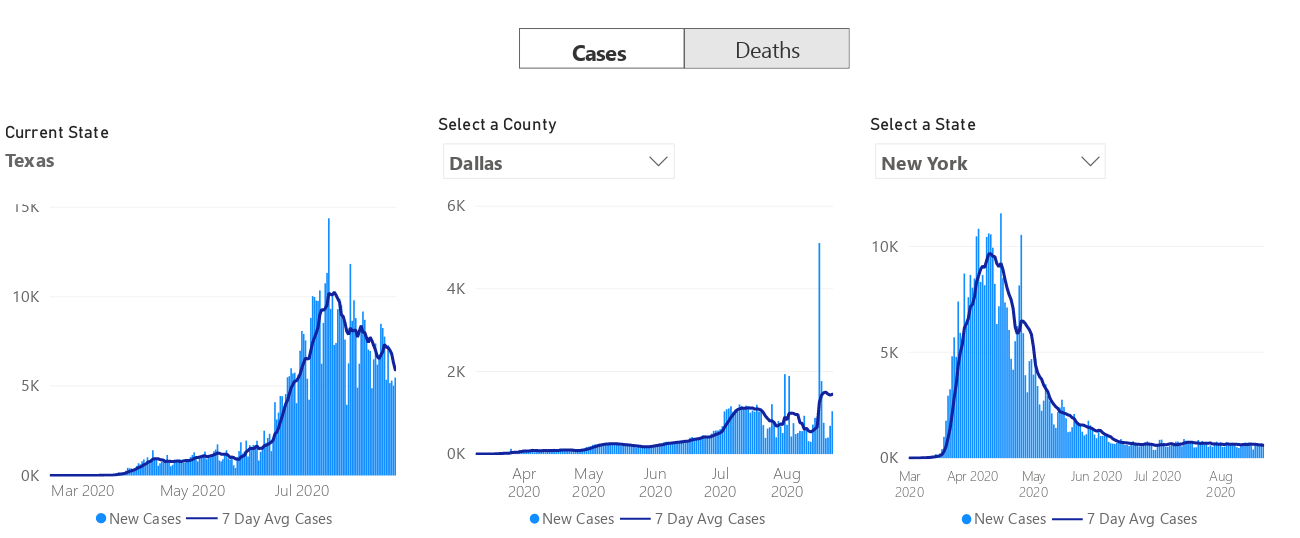 Cases
Deaths
Current State
Texas
15K
10K
5K
0K
Mar 2020
May 2020
Jul 2020
New Cases
7 Day Avg Cases
Select a County
Dallas
6K
4K
2K
0K
Apr 2020
May 2020
Jun 2020
Jul 2020
Aug 2020
New Cases
7 Day Avg Cases
Select a State
New York
10K
5K
0K
Mar 2020
Apr 2020
May 2020
Jun 2020
Jul 2020
Aug 2020
New Cases
7 Day Avg Cases